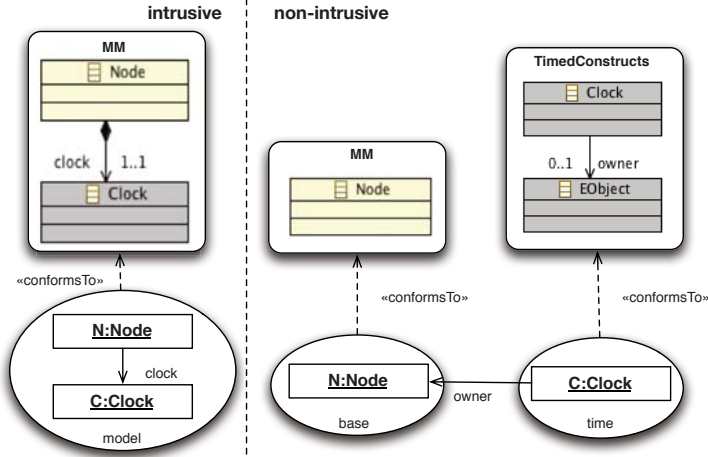 intrusive
non-intrusive
MM
Node
clock 1..1
Clock
«conformsTo»
N:Node
clock
C:Clock
model
MM
Node
«conformsTo»
N:Node
base
owner
TimedConstructs
Clock
0..1 owner
EObject
«conformsTo»
C:Clock
time